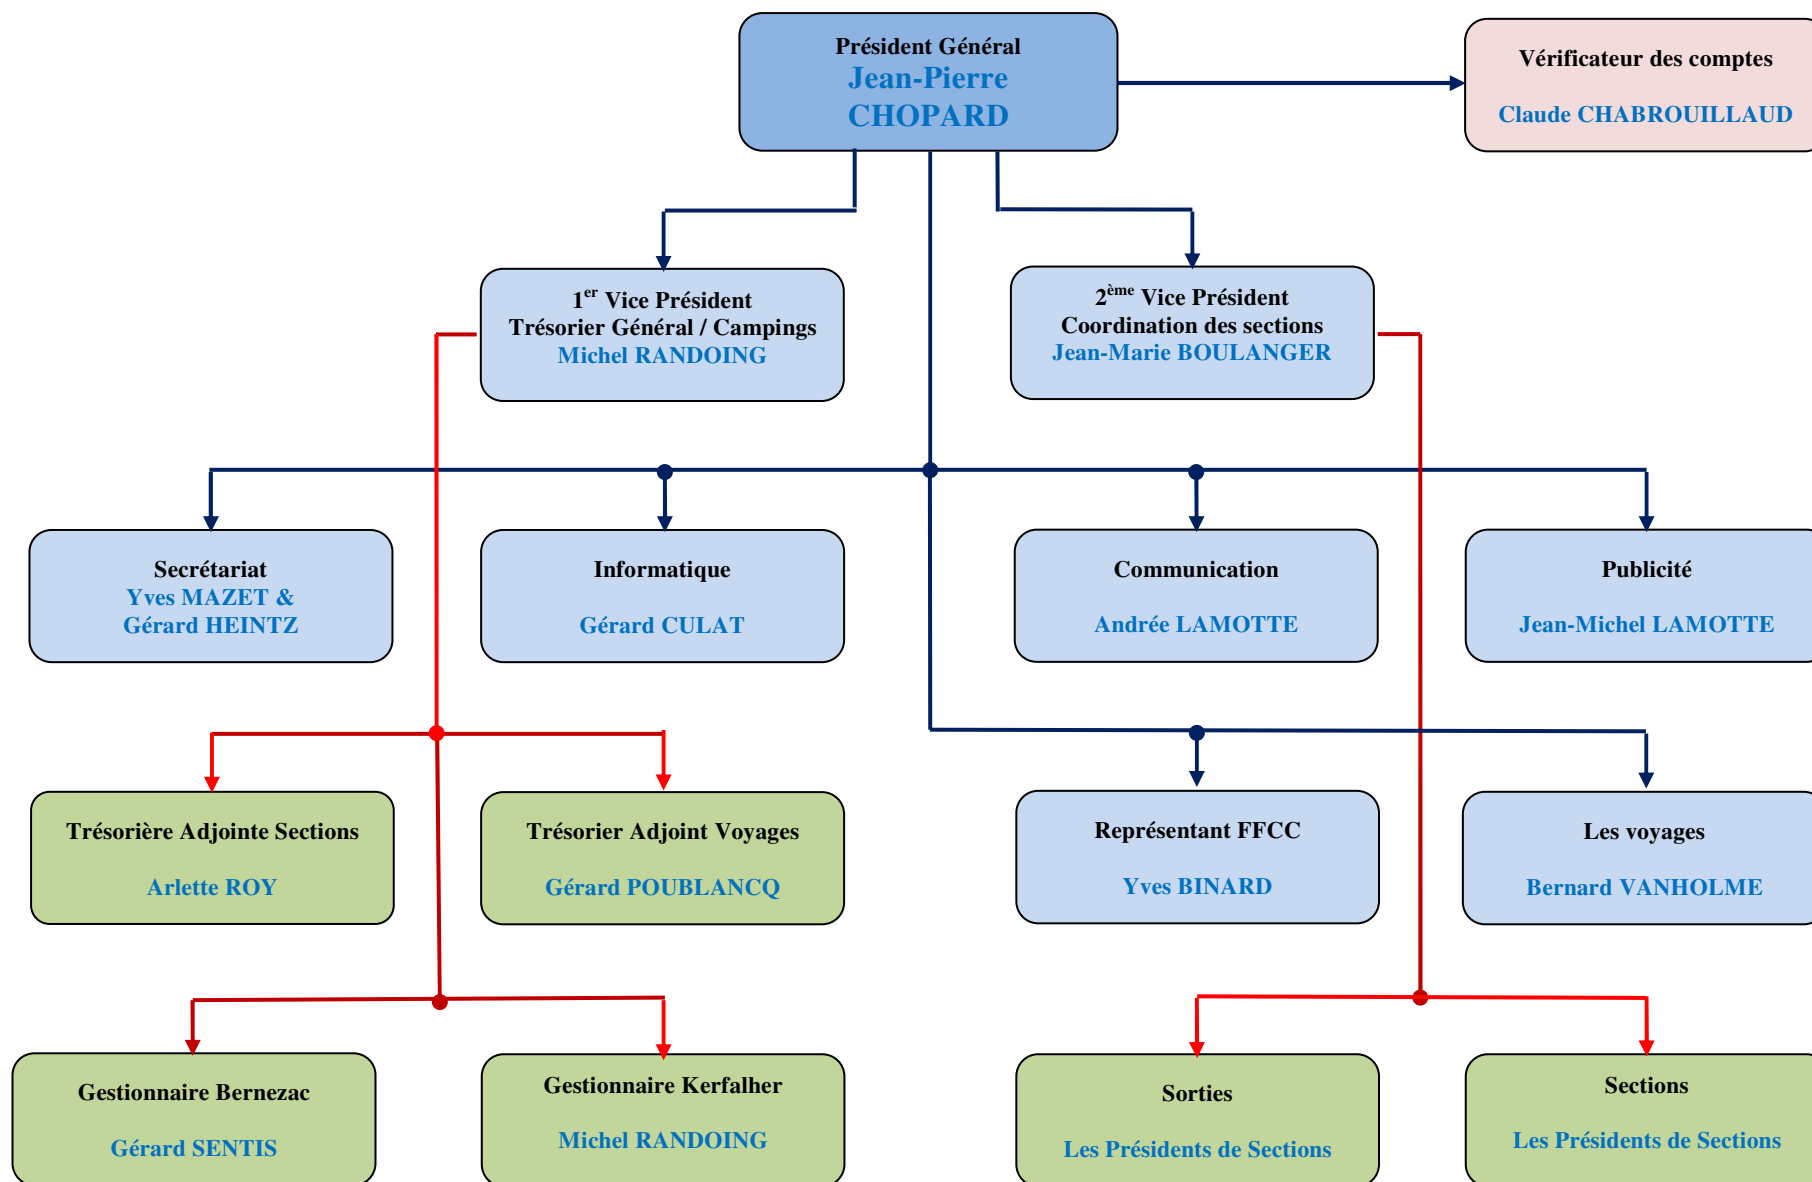 Président Général
Jean-Pierre
CHOPARD
Vérificateur des comptes
Claude CHABROUILLAUD
1er Vice Président
Trésorier Général / Campings
Michel RANDOING
2ème Vice Président
Coordination des sections
Jean-Marie BOULANGER
Secrétariat
Yves MAZET &
Gérard HEINTZ
Informatique
Gérard CULAT
Communication
Andrée LAMOTTE
Publicité
Jean-Michel LAMOTTE
Trésorière Adjointe Sections
Arlette ROY
Trésorier Adjoint Voyages
Gérard POUBLANCQ
Représentant FFCC
Yves BINARD
Les voyages
Bernard VANHOLME
Gestionnaire Bernezac
Gérard SENTIS
Gestionnaire Kerfalher
Michel RANDOING
Sorties
Les Présidents de Sections
Sections
Les Présidents de Sections